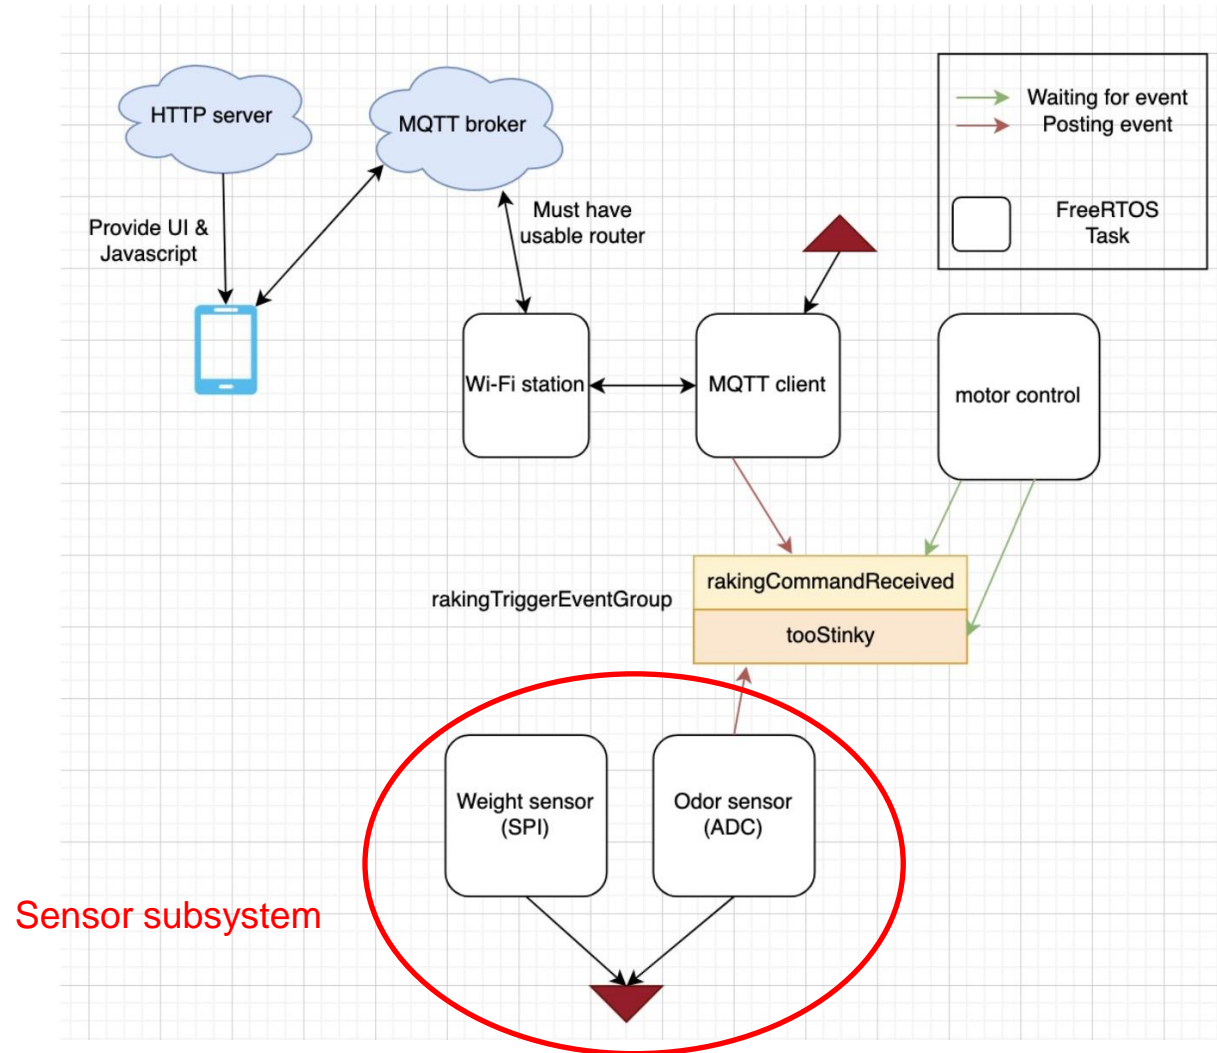 HTTP server
MQTT broker
Waiting for event
Posting event
FreeRTOS
Task
Provide UI &
Javascript
Must have
usable router
Wi-Fi station
MQTT client
motor control
rakingTriggerEventGroup
rakingCommandReceived
tooStinky
Weight sensor
(SPI)
Odor sensor
(ADC)
Sensor subsystem